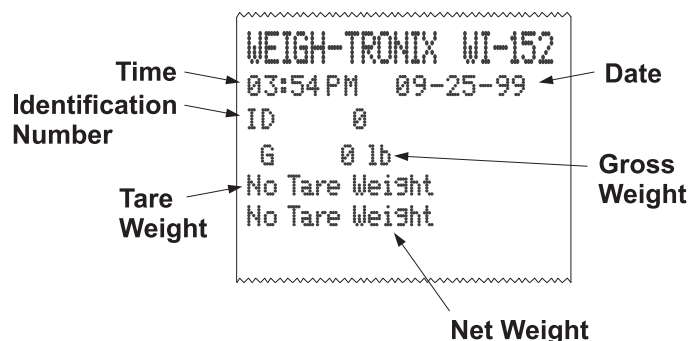 WEIGH-TRONIX WI-152
Time
03:54PM 09-25-99
Date
Identification
Number
ID 0
G 0 lb
Gross
Weight
Tare
Weight
No Tare Weight
No Tare Weight
Net Weight